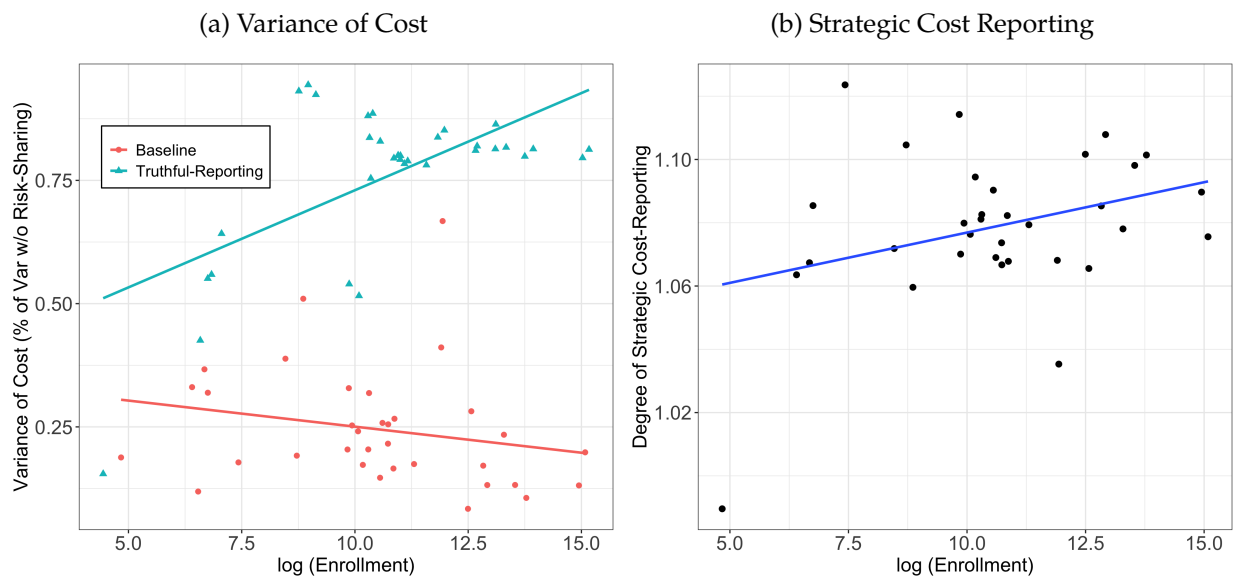 (a) Variance of Cost
(b) Strategic Cost Reporting
Variance of Cost (% of Var w/o Risk-Sharing)
0.75
0.50
0.25
Baseline
Truthful-Reporting
5.0 7.5 10.0 12.5 15.0
log (Enrollment)
Degree of Strategic Cost-Reporting
1.10
1.06
1.02
5.0 7.5 10.0 12.5 15.0
log (Enrollment)